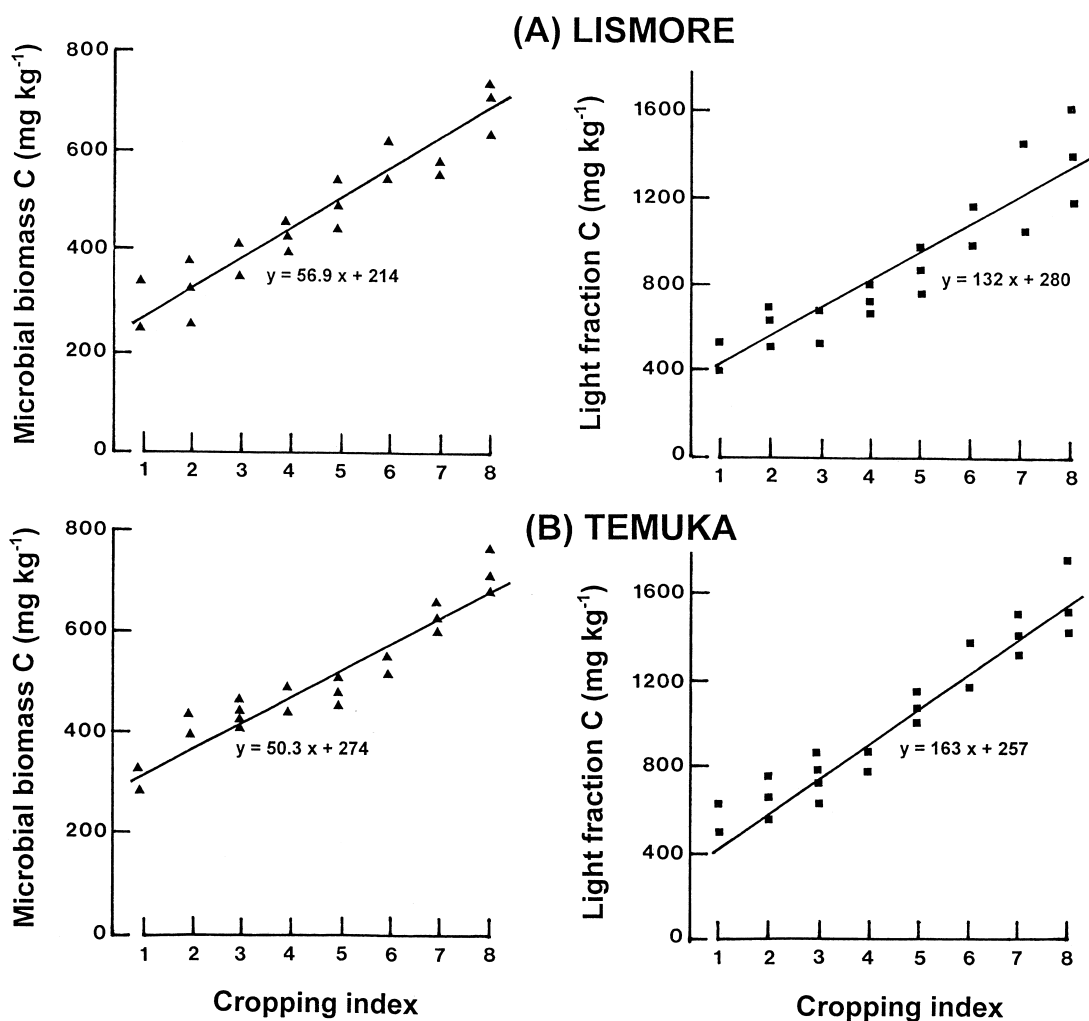 (A) LISMORE
Microbial biomass C (mg kg⁻¹)
800
600
400
200
0
1 2 3 4 5 6 7 8
y = 56.9 x + 214
Light fraction C (mg kg⁻¹)
1600
1200
800
400
0
1 2 3 4 5 6 7 8
y = 132 x + 280
(B) TEMUKA
Microbial biomass C (mg kg⁻¹)
800
600
400
200
0
1 2 3 4 5 6 7 8
y = 50.3 x + 274
Cropping index
Light fraction C (mg kg⁻¹)
1600
1200
800
400
0
1 2 3 4 5 6 7 8
y = 163 x + 257
Cropping index